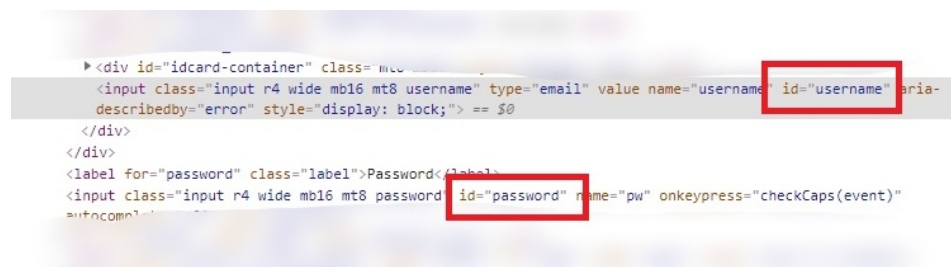 <div id="idcard-container" class=
<input class="input r4 wide mb16 mt8 username" type="email" value name="username" id="username" aria-
describedby="error" style="display: block;"> == $0
</div>
</div>
<label for="password" class="label">Password</label>
<input class="input r4 wide mb16 mt8 password" id="password" name="pw" onkeypress="checkCaps(event)"